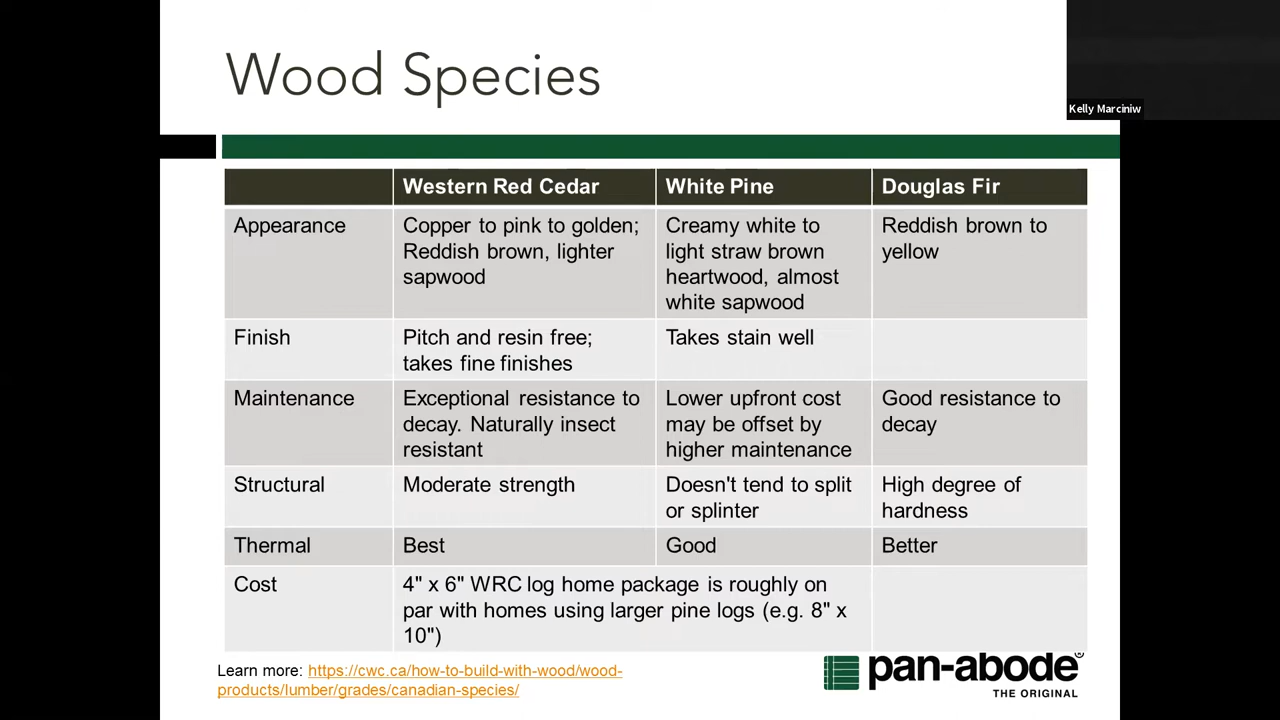 Wood Species
Kelly Marciniw
Western Red Cedar
White Pine
Douglas Fir
Appearance
Copper to pink to golden;
Reddish brown, lighter
sapwood
Creamy white to
light straw brown
heartwood, almost
white sapwood
Reddish brown to
yellow
Finish
Pitch and resin free;
takes fine finishes
Takes stain well
Maintenance
Exceptional resistance to
decay. Naturally insect
resistant
Lower upfront cost
may be offset by
higher maintenance
Good resistance to
decay
Structural
Moderate strength
Doesn't tend to split
or splinter
High degree of
hardness
Thermal
Best
Good
Better
Cost
4" x 6" WRC log home package is roughly on
par with homes using larger pine logs (e.g. 8" x
10")
Learn more: https://cwc.ca/how-to-build-with-wood/wood-
products/lumber/grades/canadian-species/
pan-abode®
THE ORIGINAL